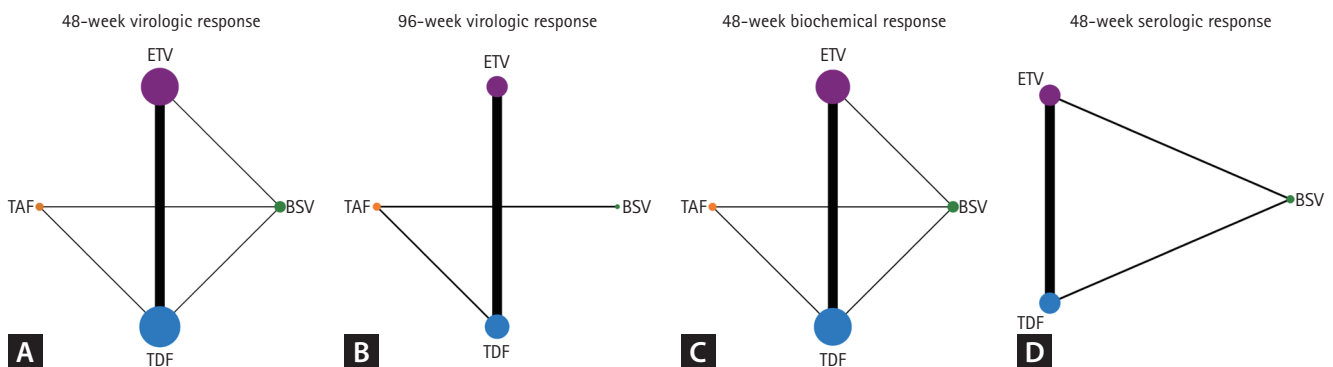 48-week virologic response
ETV
TAF
BSV
TDF
A
96-week virologic response
ETV
TAF
BSV
TDF
B
48-week biochemical response
ETV
TAF
BSV
TDF
C
48-week serologic response
ETV
BSV
TDF
D